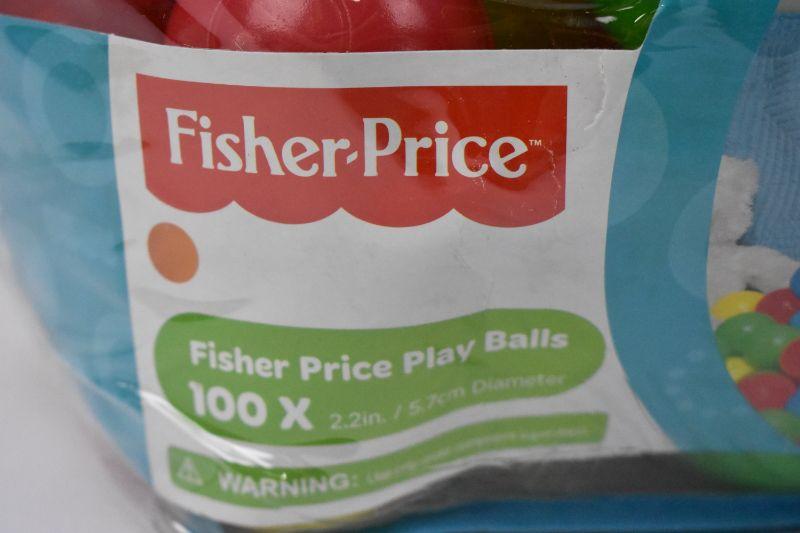 Fisher-Price™
Fisher Price Play Balls
100 X 2.2in. / 5.7cm Diameter
WARNING: